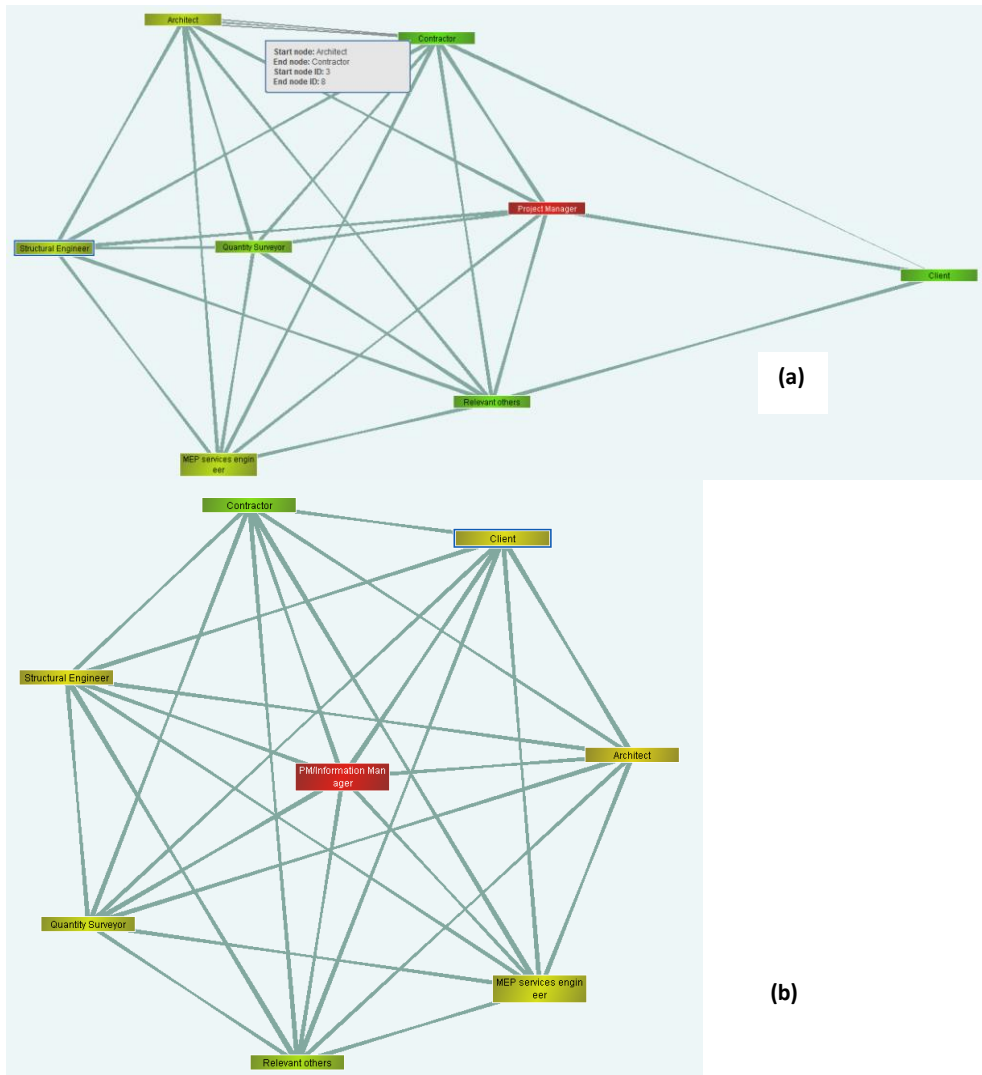 Architect
Contractor
Start node: Architect
End node: Contractor
Start node ID: 3
End node ID: 8
Project Manager
Structural Engineer
Quantity Surveyor
Client
(a)
Relevant others
MEP services engin
eer
Contractor
Client
Structural Engineer
Architect
PM/Information Man
ager
Quantity Surveyor
MEP services engin
eer
(b)
Relevant others